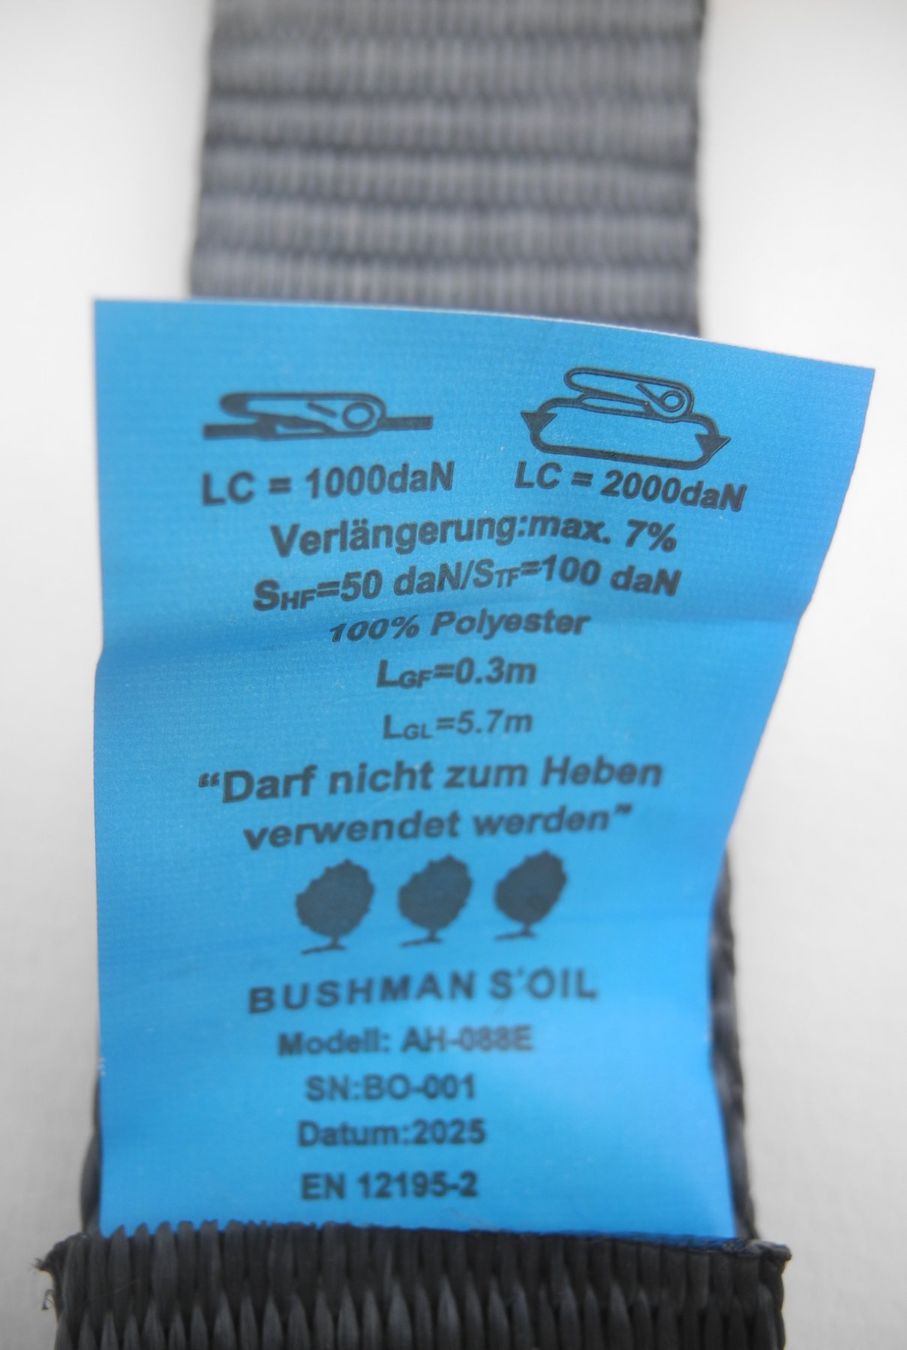 LC = 1000daN LC = 2000daN
Verlängerung:max. 7%
SHF=50 daN/STF=100 daN
100% Polyester
LGF=0.3m
LGL=5.7m
“Darf nicht zum Heben
verwendet werden”
BUSHMAN S'OIL
Modell: AH-088E
SN:BO-001
Datum:2025
EN 12195-2